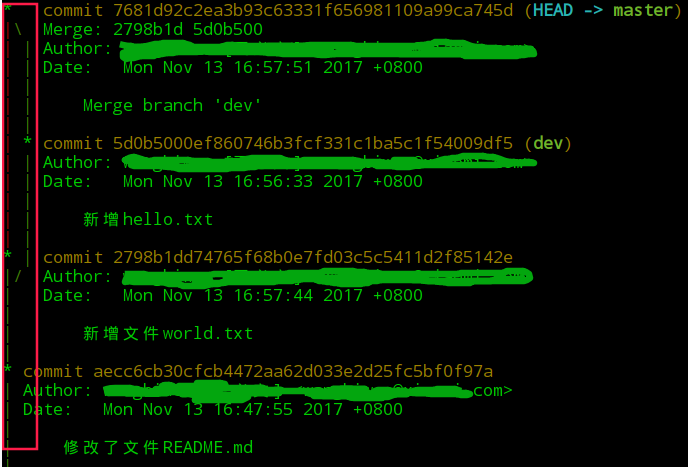 * commit 7681d92c2ea3b93c63331f656981109a99ca745d (HEAD -> master)
|\ Merge: 2798b1d 5d0b500
| | Author:
| | Date: Mon Nov 13 16:57:51 2017 +0800
| | Merge branch 'dev'
| * commit 5d0b5000ef860746b3fcf331c1ba5c1f54009df5 (dev)
| | Author:
| | Date: Mon Nov 13 16:56:33 2017 +0800
| | 新增hello.txt
* | commit 2798b1dd74765f68b0e7fd03c5c5411d2f85142e
|/ Author:
| Date: Mon Nov 13 16:57:44 2017 +0800
| 新增文件world.txt
* commit aecc6cb30cfcb4472aa62d033e2d25fc5bf0f97a
| Author: .com>
| Date: Mon Nov 13 16:47:55 2017 +0800
| 修改了文件README.md